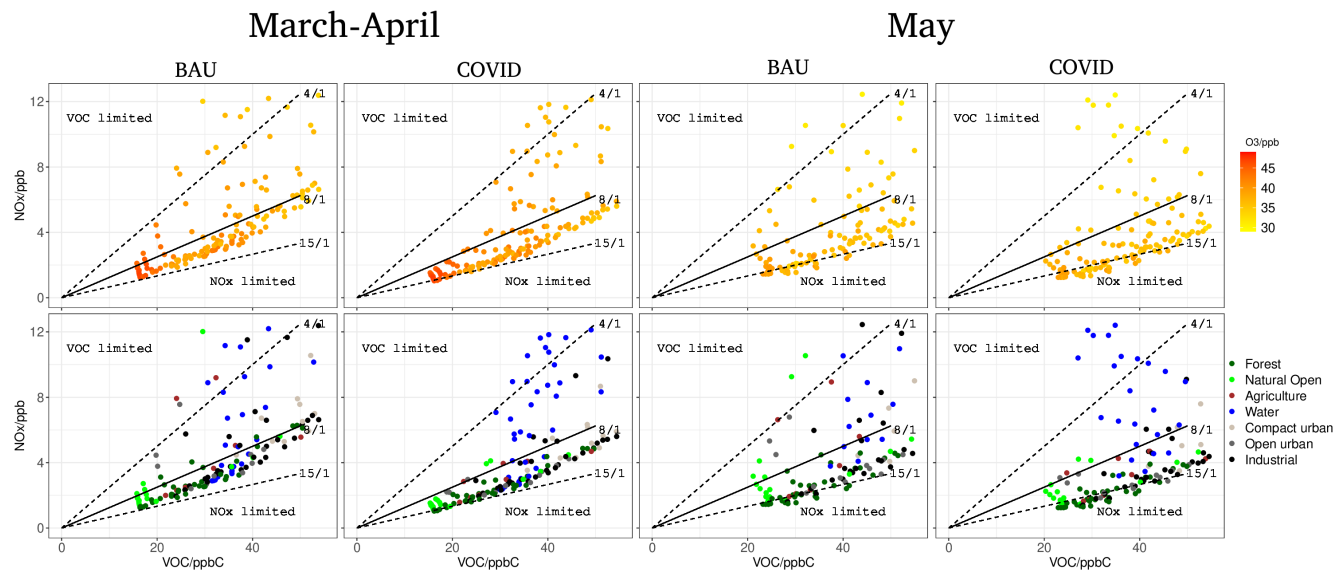 March-April May
BAU COVID BAU COVID
4/1 4/1 4/1 4/1
VOC limited VOC limited VOC limited VOC limited
8/1 8/1 8/1 8/1
15/1 15/1 15/1 15/1
NOx limited NOx limited NOx limited NOx limited
NOx/ppb
12
8
4
0
O3/ppb
45
40
35
30
4/1 4/1 4/1 4/1
VOC limited VOC limited VOC limited VOC limited
8/1 8/1 8/1 8/1
15/1 15/1 15/1 15/1
NOx limited NOx limited NOx limited NOx limited
NOx/ppb
12
8
4
0
Forest
Natural Open
Agriculture
Water
Compact urban
Open urban
Industrial
0 20 40 0 20 40 0 20 40 0 20 40
VOC/ppbC VOC/ppbC VOC/ppbC VOC/ppbC